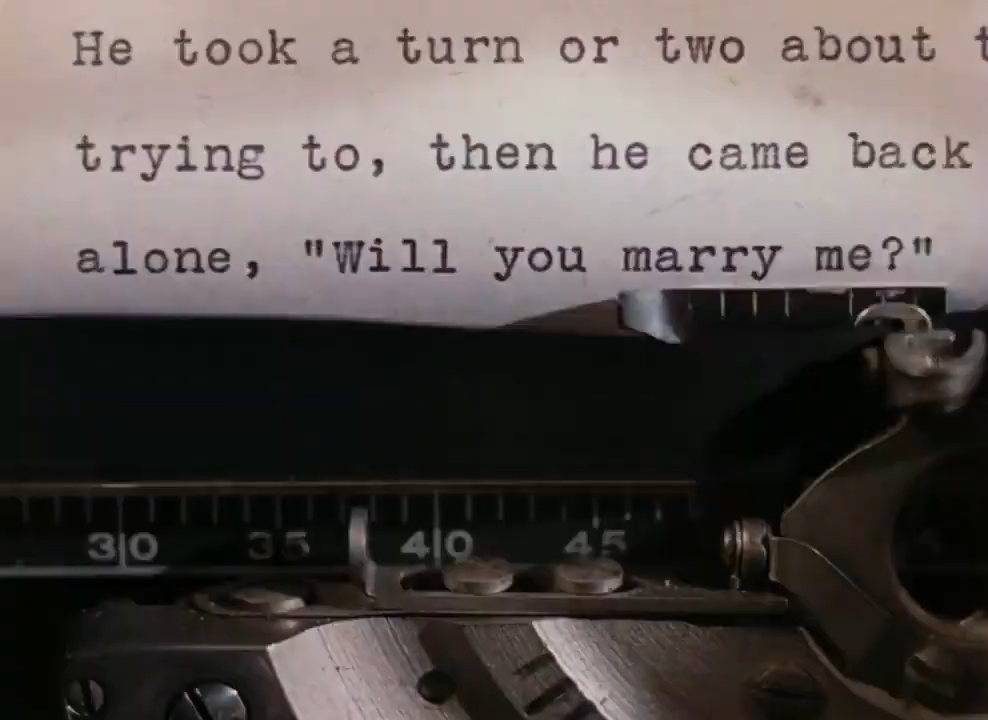 He took a turn or two about
trying to, then he came back
alone, "Will you marry me?"
30 35 40 45